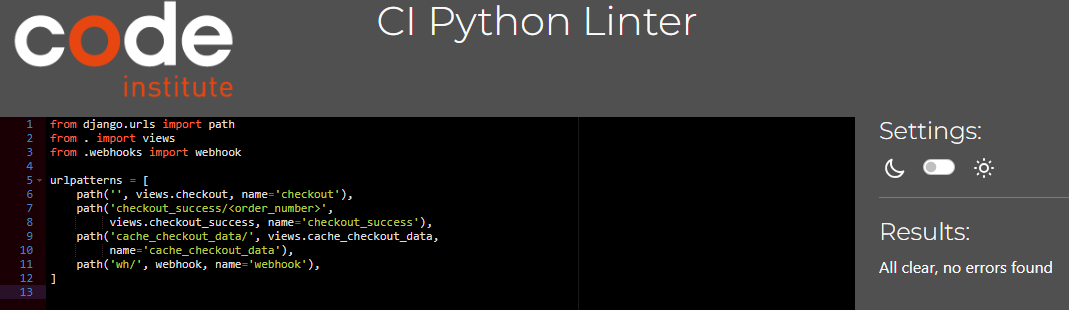 code
institute
CI Python Linter
1 from django.urls import path
2 from . import views
3 from .webhooks import webhook
4
5 urlpatterns = [
6     path('', views.checkout, name='checkout'),
7     path('checkout_success/<order_number>',
8          views.checkout_success, name='checkout_success'),
9     path('cache_checkout_data/', views.cache_checkout_data,
10          name='cache_checkout_data'),
11     path('wh/', webhook, name='webhook'),
12 ]
13
Settings:
Results:
All clear, no errors found